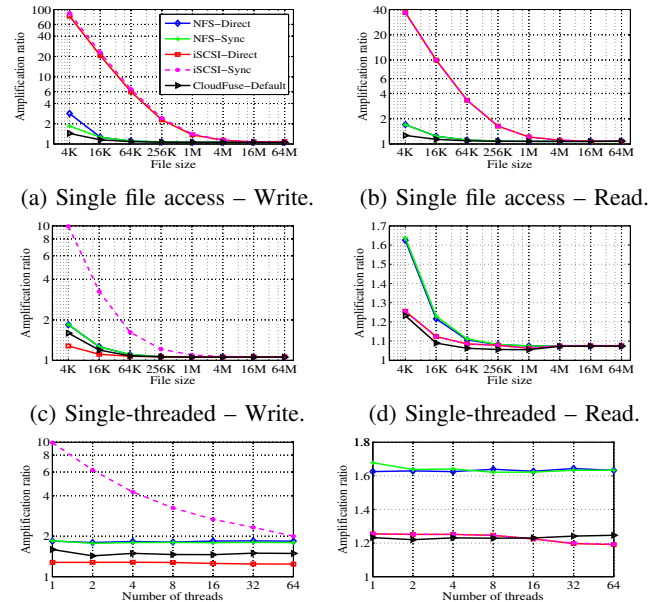 Amplification ratio
100
60
40
20
10
6
4
2
1
NFS−Direct
NFS−Sync
iSCSI−Direct
iSCSI−Sync
CloudFuse−Default
4K 16K 64K 256K 1M 4M 16M 64M
File size
(a) Single file access – Write.
Amplification ratio
40
20
10
4
2
1
4K 16K 64K 256K 1M 4M 16M 64M
File size
(b) Single file access – Read.
Amplification ratio
10
8
6
4
2
1
4K 16K 64K 256K 1M 4M 16M 64M
File size
(c) Single-threaded – Write.
Amplification ratio
1.7
1.6
1.5
1.4
1.3
1.2
1.1
1
4K 16K 64K 256K 1M 4M 16M 64M
File size
(d) Single-threaded – Read.
Amplification ratio
10
8
6
4
2
1
1 2 4 8 16 32 64
Number of threads
Amplification ratio
1.8
1.6
1.4
1.2
1
1 2 4 8 16 32 64
Number of threads